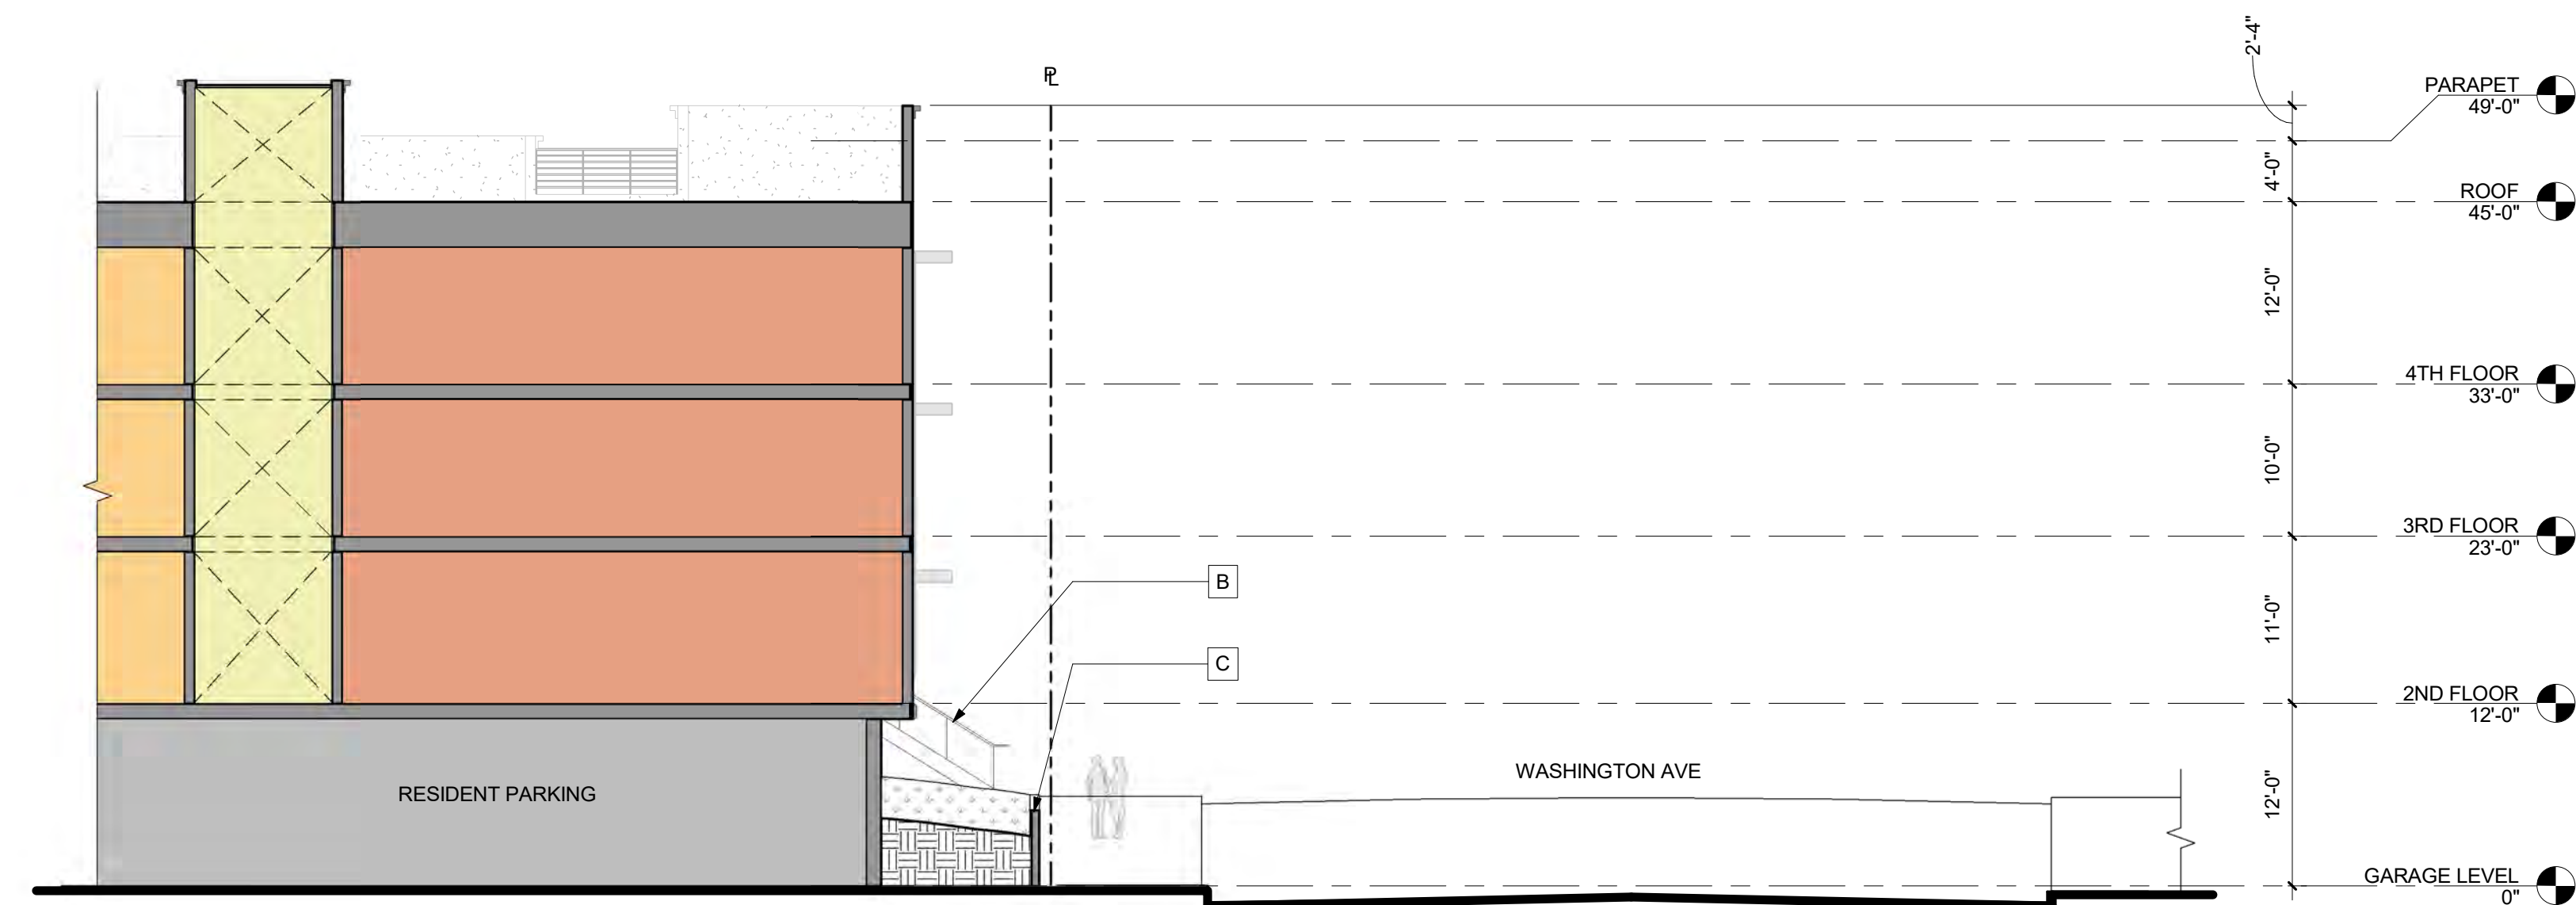 2'-4"
PL
PARAPET
49'-0"
4'-0"
ROOF
45'-0"
12'-0"
4TH FLOOR
33'-0"
10'-0"
3RD FLOOR
23'-0"
B
11'-0"
C
2ND FLOOR
12'-0"
WASHINGTON AVE
RESIDENT PARKING
12'-0"
GARAGE LEVEL
0"